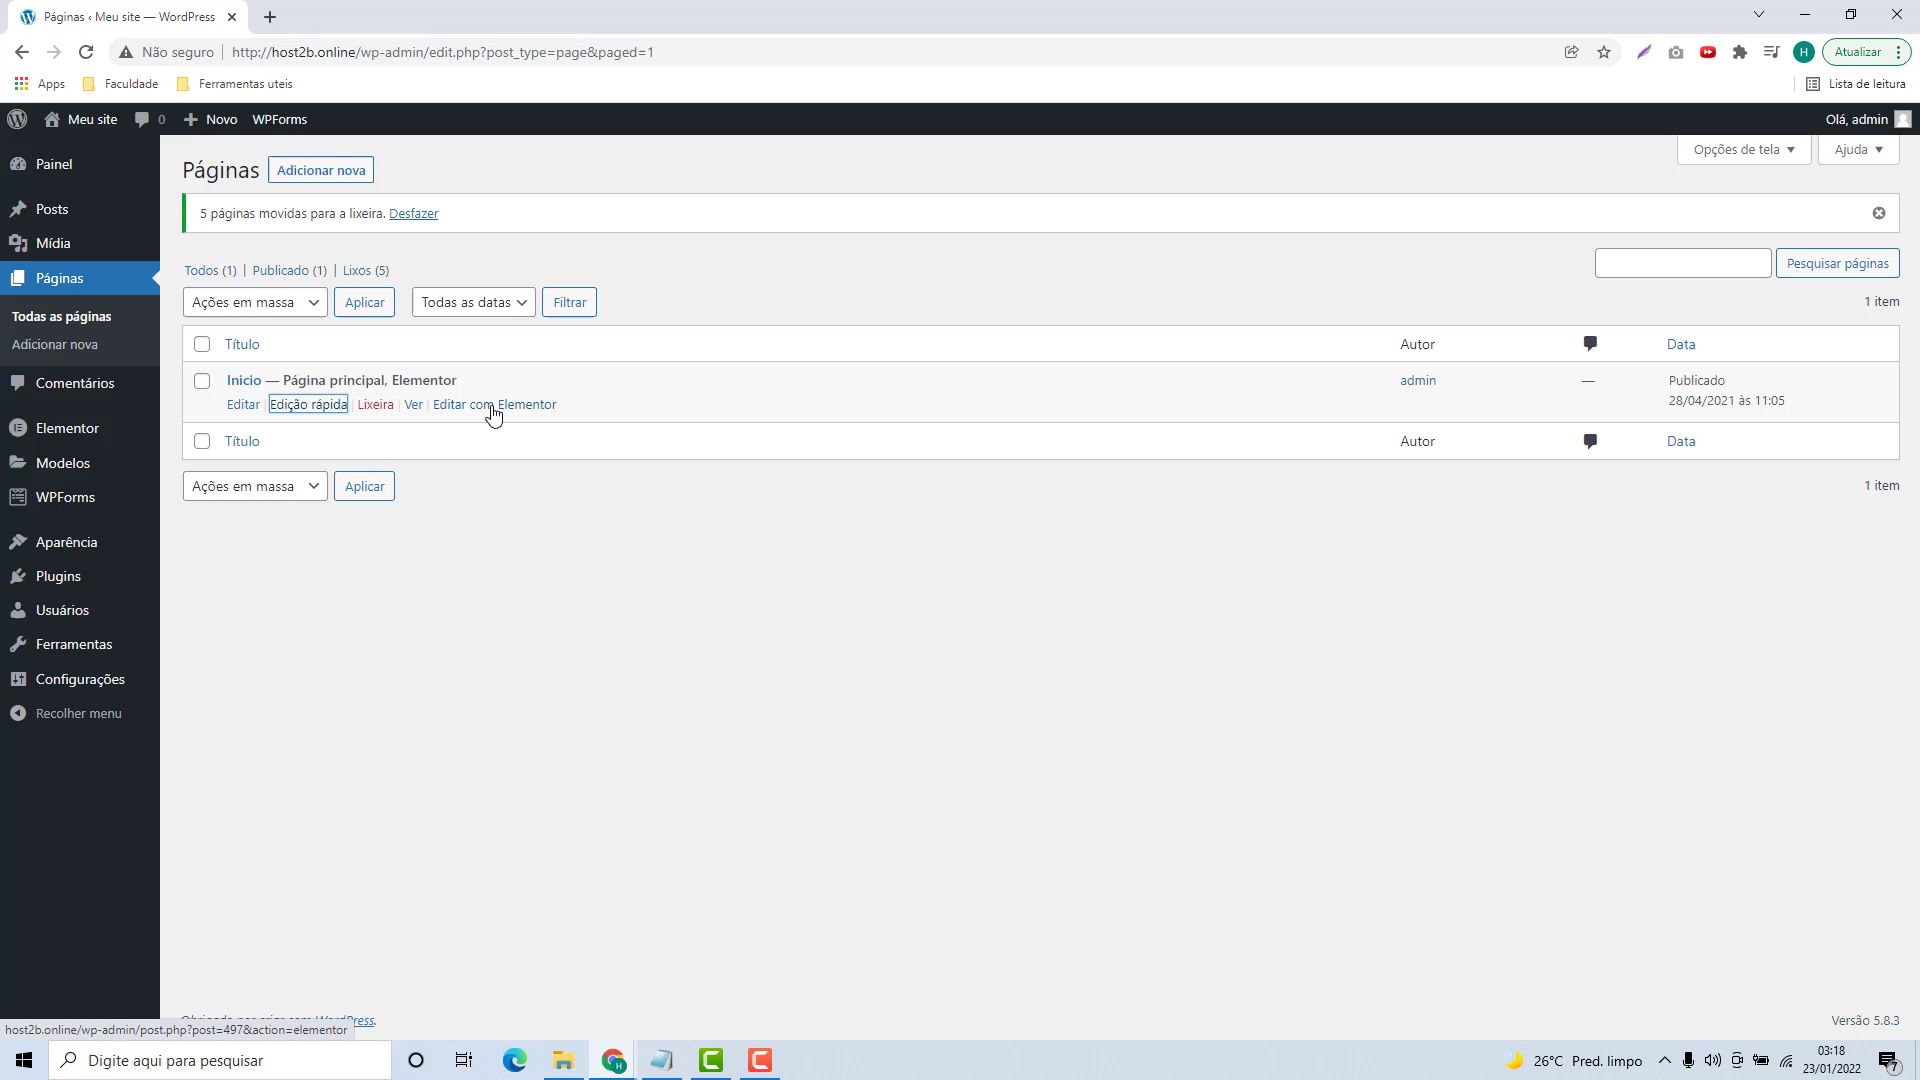 Páginas ‹ Meu site — WordPress
Não seguro
http://host2b.online/wp-admin/edit.php?post_type=page&paged=1
H
Atualizar
Apps
Faculdade
Ferramentas uteis
Lista de leitura
Meu site
0
Novo
WPForms
Olá, admin
Painel
Posts
Mídia
Páginas
Todas as páginas
Adicionar nova
Comentários
Elementor
Modelos
WPForms
Aparência
Plugins
Usuários
Ferramentas
Configurações
Recolher menu
Opções de tela
Ajuda
Páginas
Adicionar nova
5 páginas movidas para a lixeira. Desfazer
Todos (1) | Publicado (1) | Lixos (5)
Pesquisar páginas
Ações em massa
Aplicar
Todas as datas
Filtrar
1 item
Título
Autor
Data
Inicio — Página principal, Elementor
admin
—
Publicado
28/04/2021 às 11:05
Editar | Edição rápida | Lixeira | Ver | Editar com Elementor
Título
Autor
Data
Ações em massa
Aplicar
1 item
Obrigado por criar com WordPress.
Versão 5.8.3
host2b.online/wp-admin/post.php?post=497&action=elementor
Digite aqui para pesquisar
H
26°C Pred. limpo
03:18
23/01/2022
7